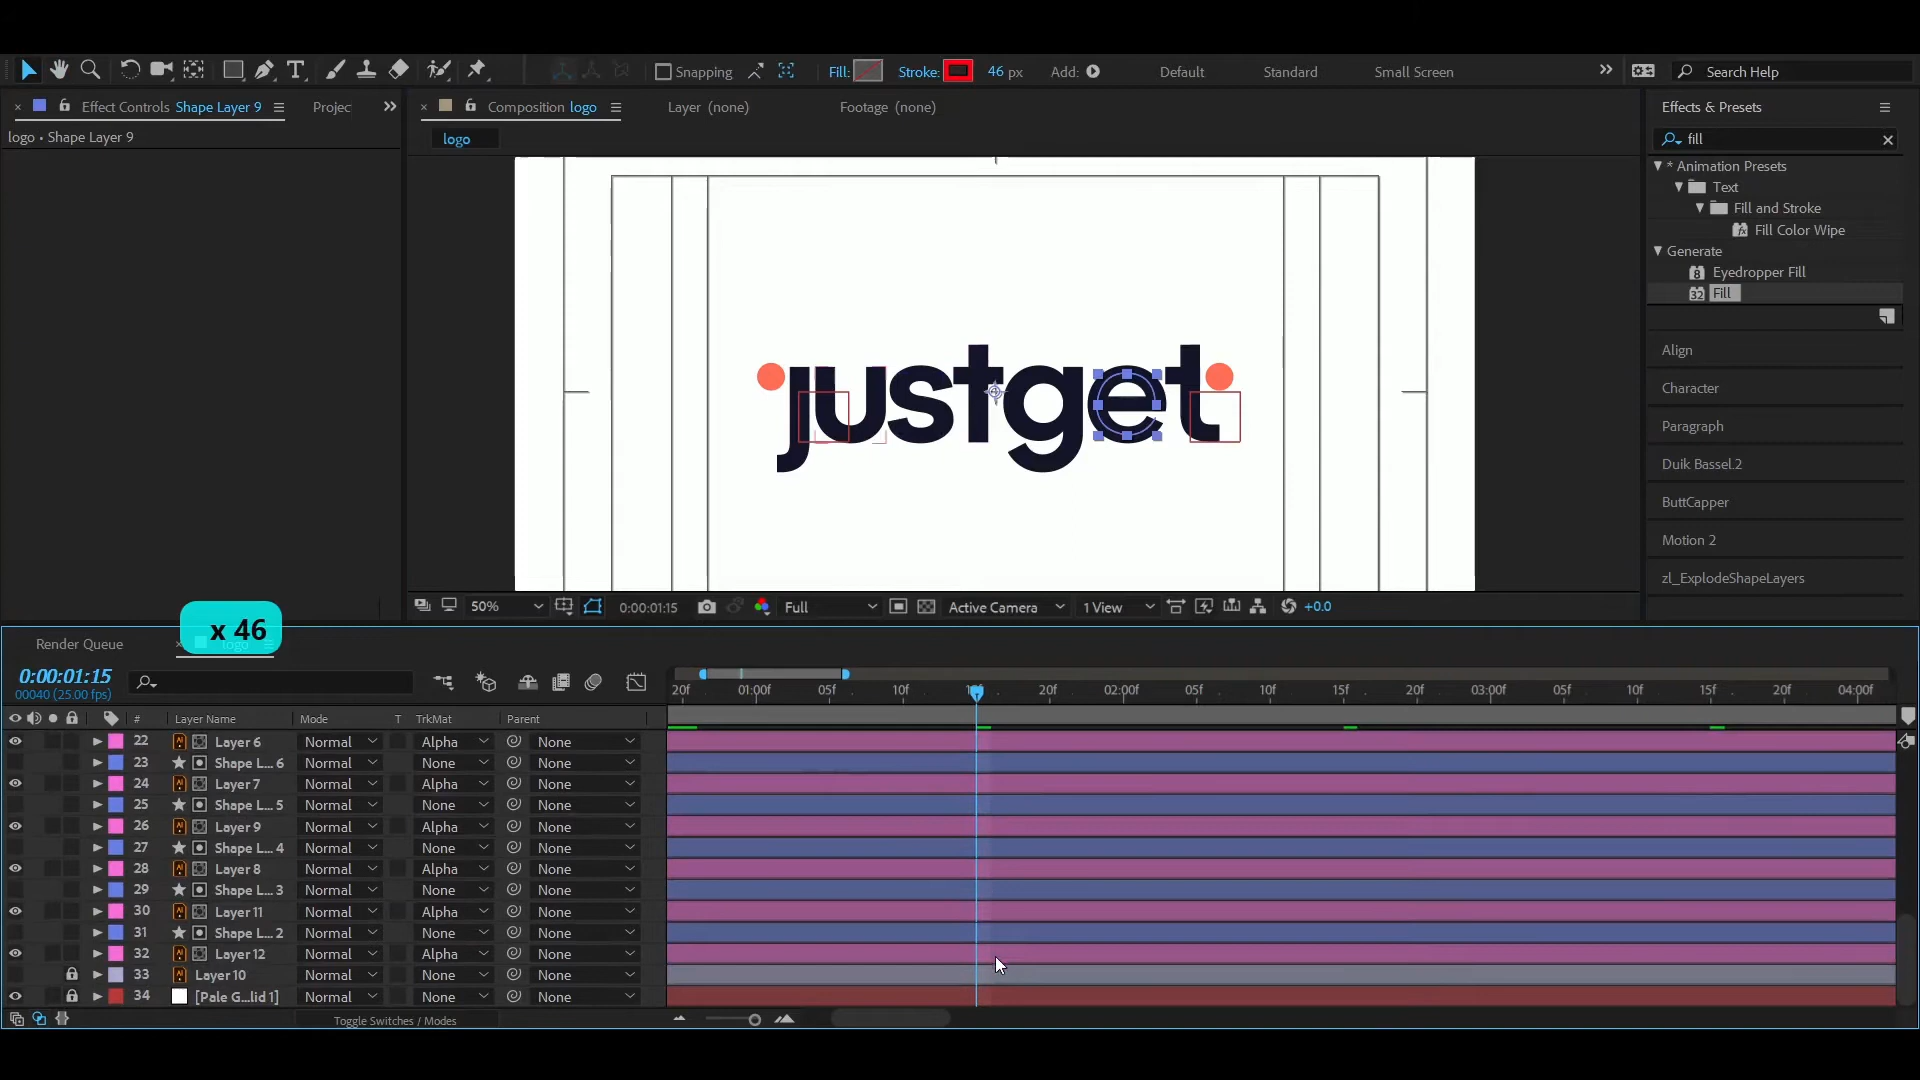 Snapping
Fill:
Stroke:
46 px
Add:
Default
Standard
Small Screen
Search Help
Effect Controls Shape Layer 9
Projec
Composition logo
Layer (none)
Footage (none)
Effects & Presets
logo • Shape Layer 9
logo
fill
* Animation Presets
Text
Fill and Stroke
Fill Color Wipe
Generate
Eyedropper Fill
Fill
Align
Character
Paragraph
Duik Bassel.2
ButtCapper
Motion 2
zl_ExplodeShapeLayers
justget
50%
0:00:01:15
Full
Active Camera
1 View
+0.0
x 46
Render Queue
logo
0:00:01:15
00040 (25.00 fps)
20f 01:00f 05f 10f 20f 02:00f 05f 10f 15f 20f 03:00f 05f 10f 15f 20f 04:00f
# Layer Name Mode T TrkMat Parent
22 Layer 6 Normal Alpha None
23 Shape L... 6 Normal None None
24 Layer 7 Normal Alpha None
25 Shape L... 5 Normal None None
26 Layer 9 Normal Alpha None
27 Shape L... 4 Normal None None
28 Layer 8 Normal Alpha None
29 Shape L... 3 Normal None None
30 Layer 11 Normal Alpha None
31 Shape L... 2 Normal None None
32 Layer 12 Normal Alpha None
33 Layer 10 Normal None None
34 [Pale G...lid 1] Normal None None
Toggle Switches / Modes